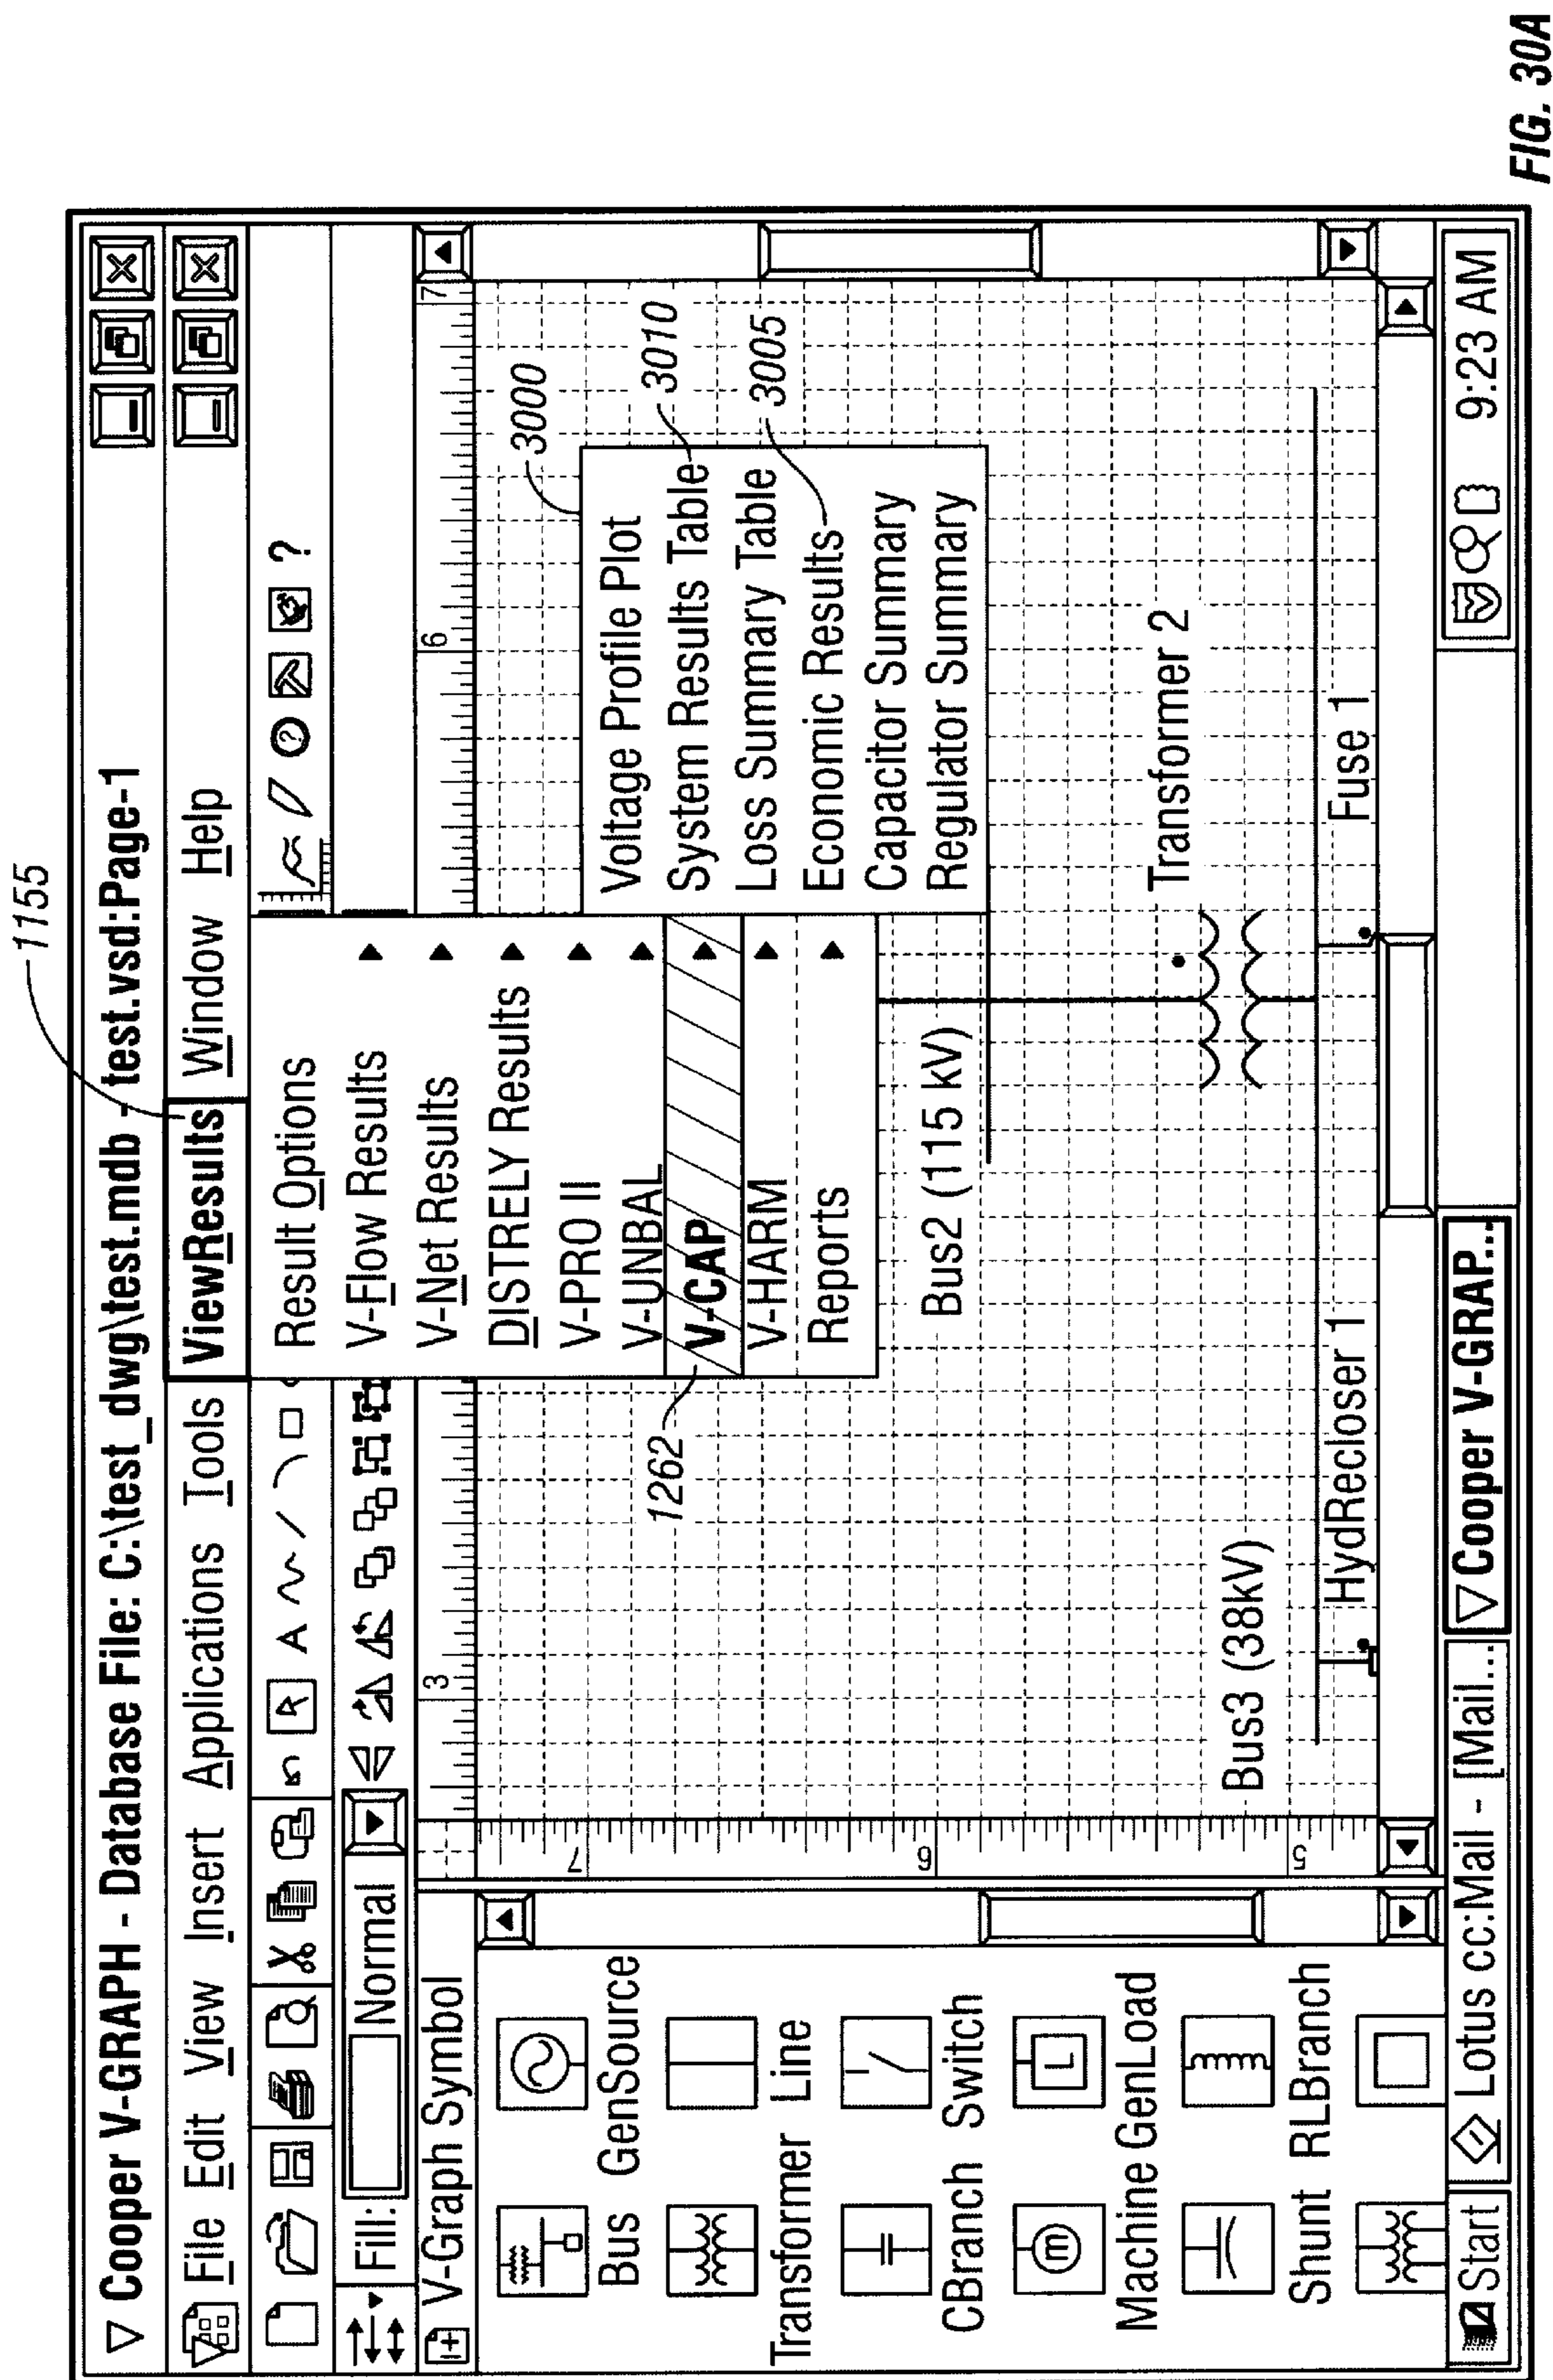 1155
▽ Cooper V-GRAPH - Database File: C:\test_dwg\test.mdb - test.vsd:Page-1
File Edit View Insert Applications Tools ViewResults Window Help
A ?
Fill: Normal
V-Graph Symbol
3 6 7
7
6
5
Bus GenSource
Transformer Line
CBranch Switch
m L
Machine GenLoad
Shunt RLBranch
Result Options
V-Flow Results
V-Net Results
DISTRELY Results
V-PRO II
V-UNBAL
V-CAP
V-HARM
Reports
1262
3000
Voltage Profile Plot
System Results Table
3010
Loss Summary Table
Economic Results
3005
Capacitor Summary
Regulator Summary
Bus2 (115 kV)
Transformer 2
Bus3 (38kV)
HydRecloser 1
Fuse 1
Start
Lotus cc:Mail - [Mail...
▽ Cooper V-GRAP...
9:23 AM
FIG. 30A